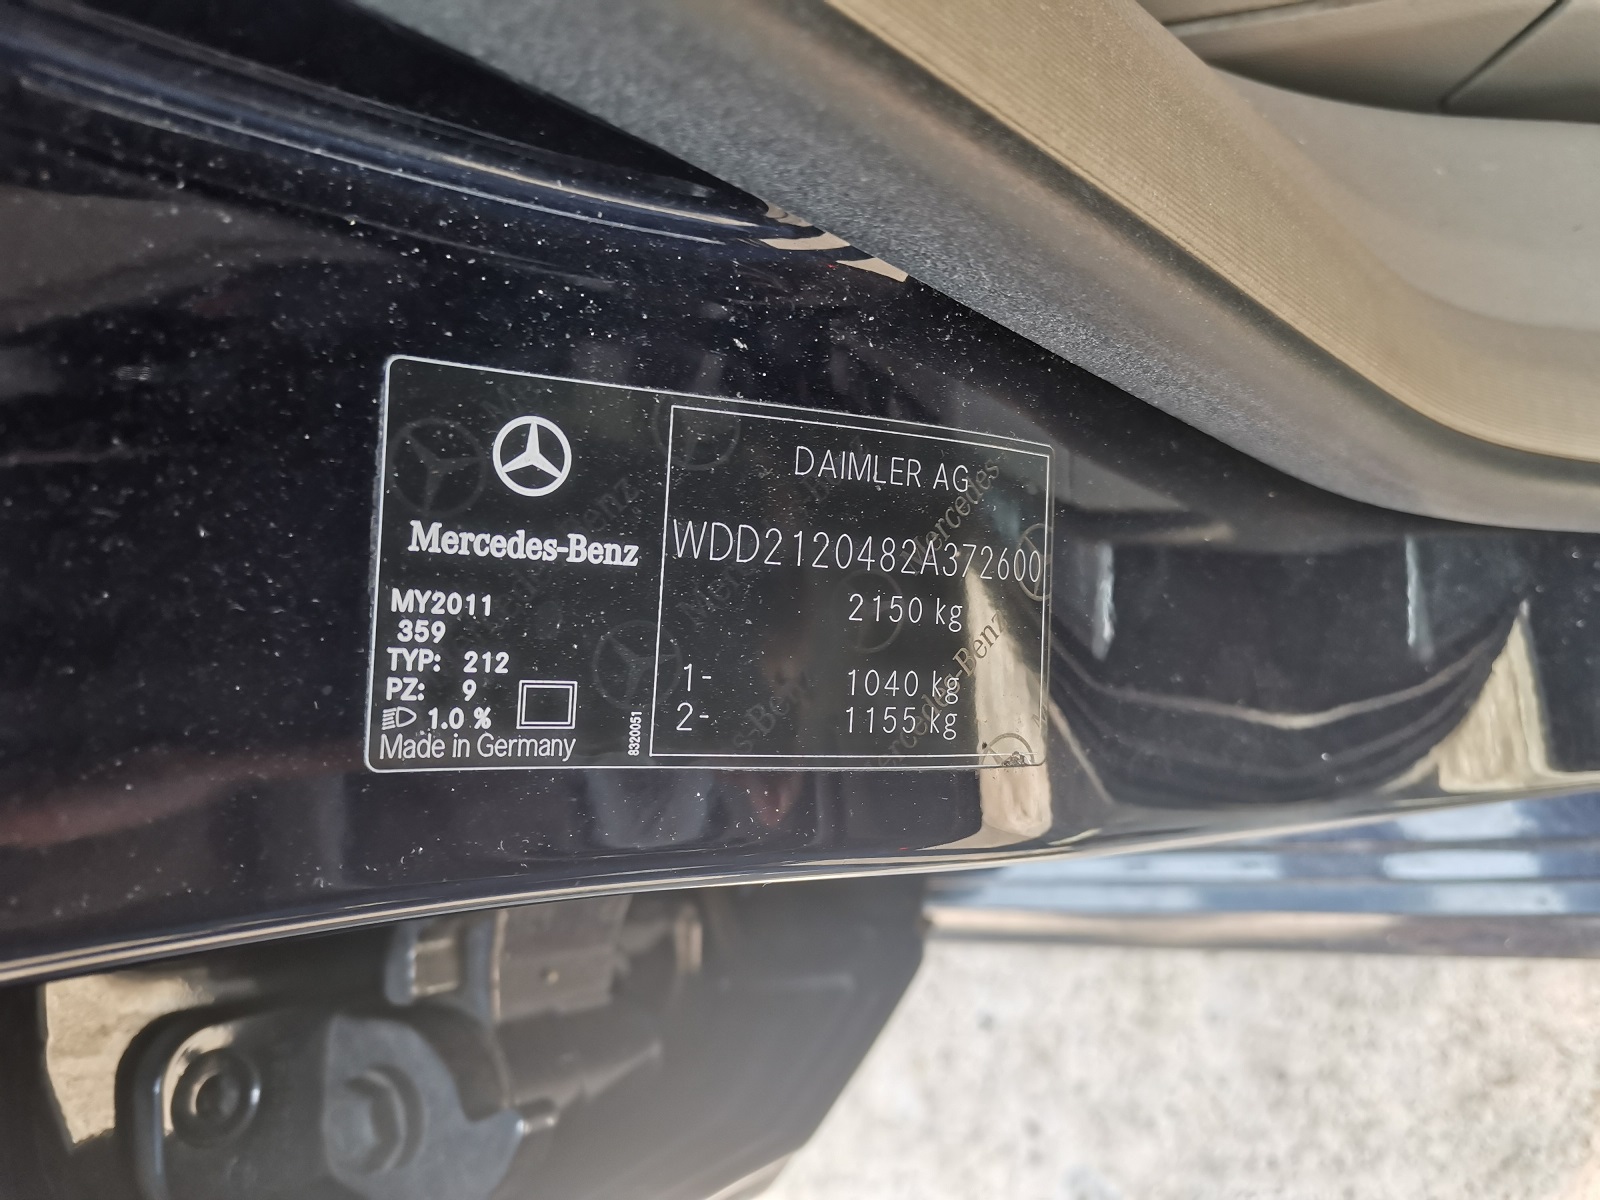 Mercedes-Benz
MY2011
359
TYP: 212
PZ: 9
1.0 %
Made in Germany
8320051
DAIMLER AG
WDD2120482A372600
2150 kg
1- 1040 kg
2- 1155 kg